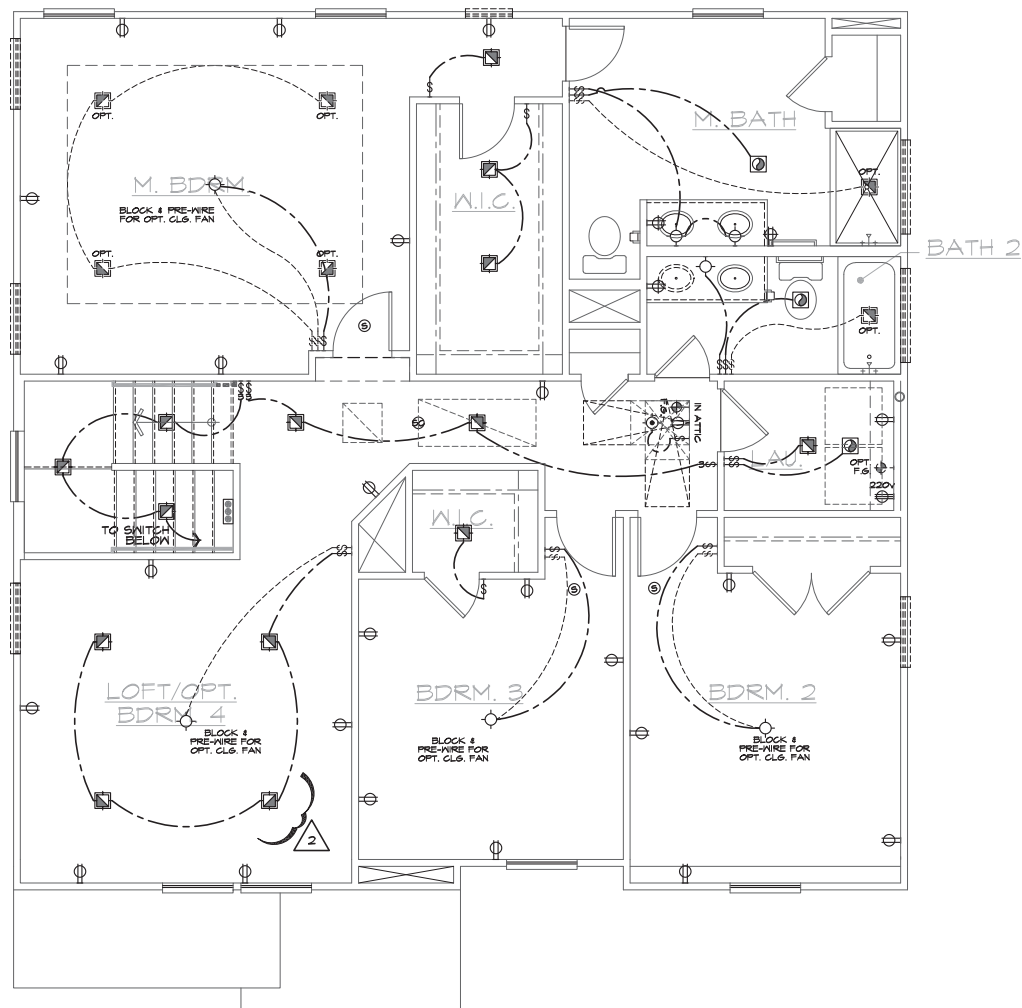 OPT.
OPT.
M. BATH
M. BDRM
OPT.
W.I.C.
BLOCK & PRE-WIRE
FOR OPT. CLG. FAN
BATH 2
OPT.
OPT.
S
OPT.
IN ATTIC
LAU.
OPT.
F.G.
220V
W.I.C.
TO SWITCH
BELOW
S
S
LOFT/OPT.
BDRM 4
BDRM. 3
BDRM. 2
BLOCK &
PRE-WIRE FOR
OPT. CLG. FAN
BLOCK &
PRE-WIRE FOR
OPT. CLG. FAN
BLOCK &
PRE-WIRE FOR
OPT. CLG. FAN
2